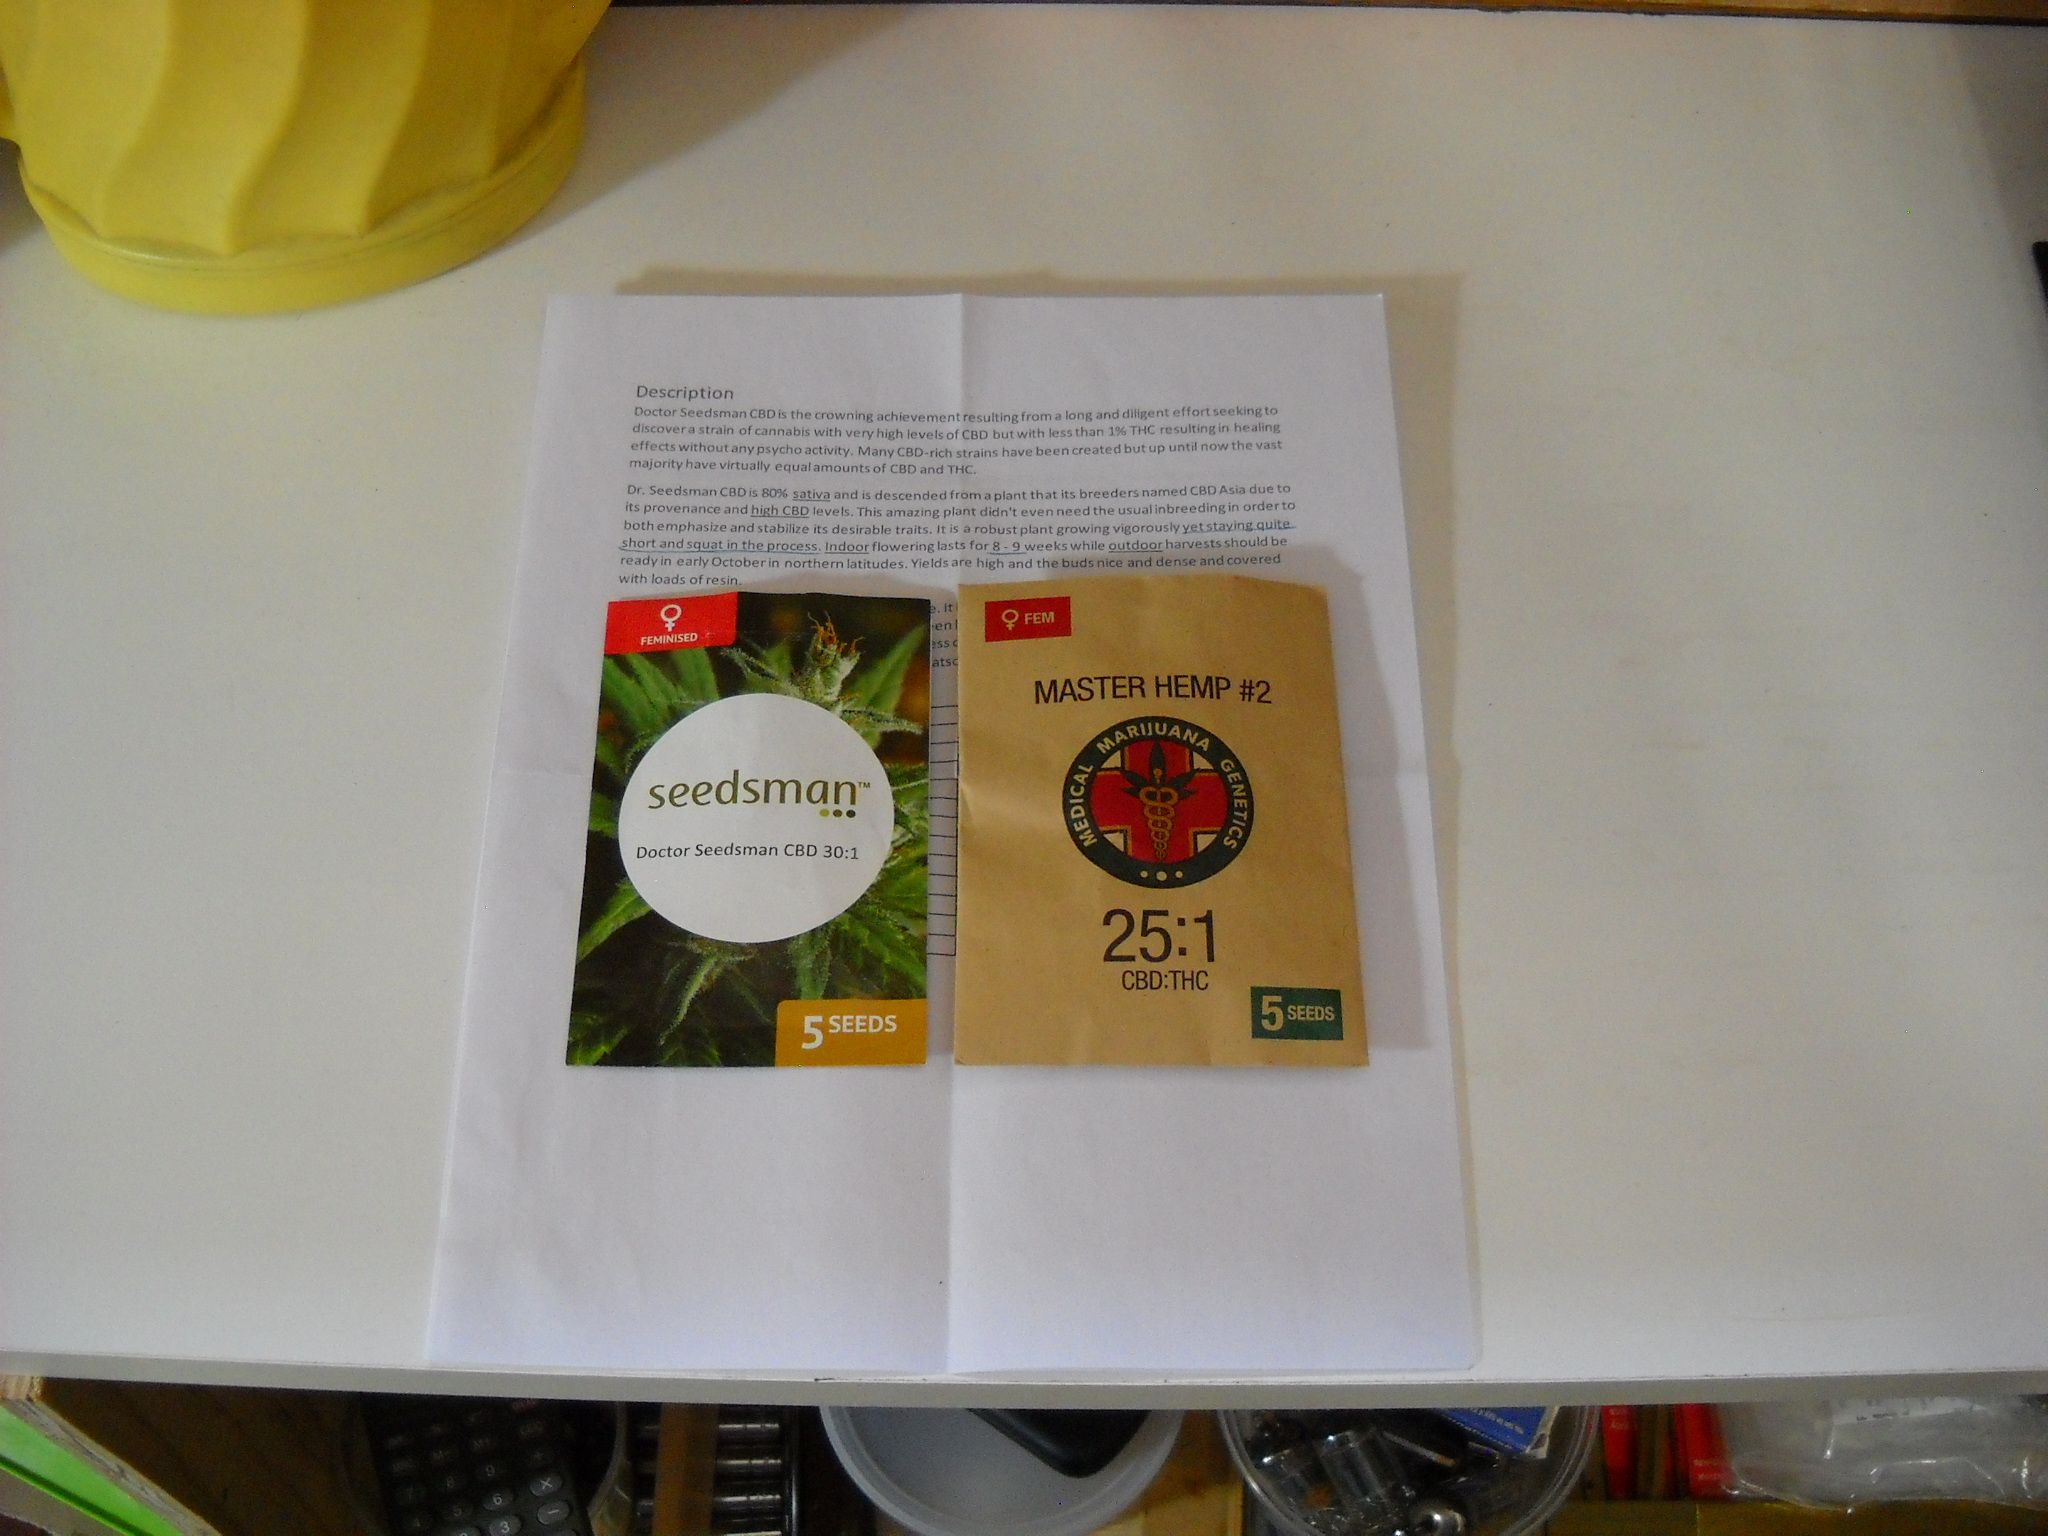 Description
Doctor Seedsman CBD is the crowning achievement resulting from a long and diligent effort seeking to
discover a strain of cannabis with very high levels of CBD but with less than 1% THC resulting in healing
effects without any psycho activity. Many CBD-rich strains have been created but up until now the vast
majority have virtually equal amounts of CBD and THC.
Dr. Seedsman CBD is 80% sativa and is descended from a plant that its breeders named CBD Asia due to
its provenance and high CBD levels. This amazing plant didn't even need the usual inbreeding in order to
both emphasize and stabilize its desirable traits. It is a robust plant growing vigorously yet staying quite
short and squat in the process. Indoor flowering lasts for 8 - 9 weeks while outdoor harvests should be
ready in early October in northern latitudes. Yields are high and the buds nice and dense and covered
with loads of resin.
FEMINISED
seedsman™
Doctor Seedsman CBD 30:1
5 SEEDS
FEM
MASTER HEMP #2
MEDICAL MARIJUANA GENETICS
25:1
CBD:THC
5 SEEDS